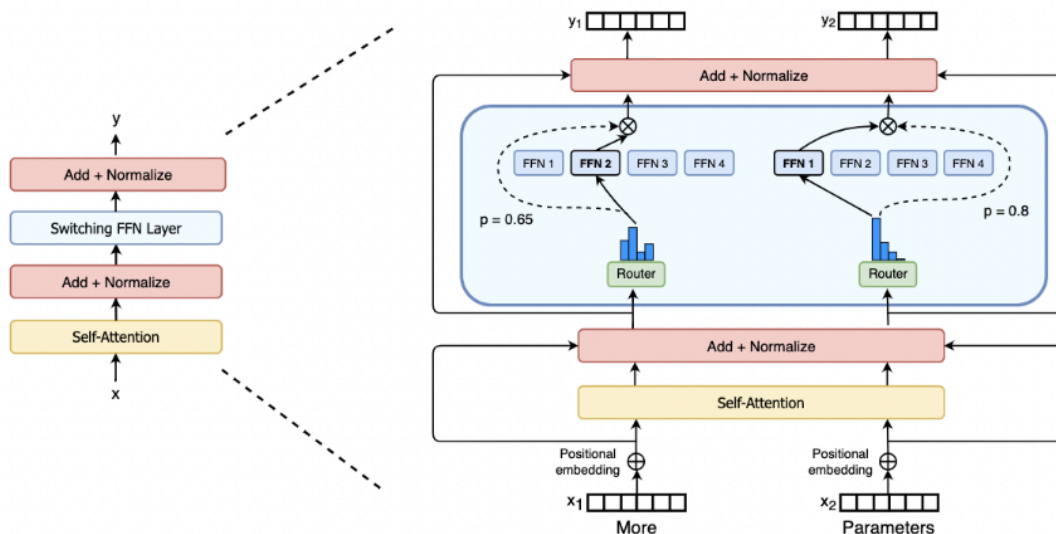 y
Add + Normalize
Switching FFN Layer
Add + Normalize
Self-Attention
x
y1
y2
Add + Normalize
FFN 1 FFN 2 FFN 3 FFN 4
FFN 1 FFN 2 FFN 3 FFN 4
p = 0.65
p = 0.8
Router
Router
Add + Normalize
Self-Attention
Positional
embedding
Positional
embedding
x1
x2
More
Parameters